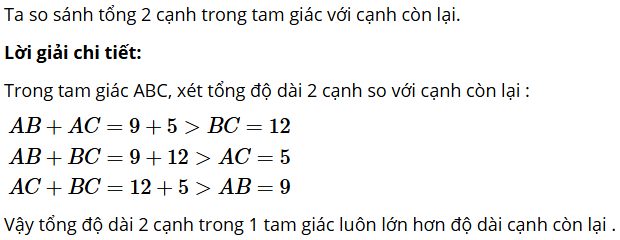 Ta so sánh tổng 2 cạnh trong tam giác với cạnh còn lại.
Lời giải chi tiết:
Trong tam giác ABC, xét tổng độ dài 2 cạnh so với cạnh còn lại :
AB + AC = 9 + 5 > BC = 12
AB + BC = 9 + 12 > AC = 5
AC + BC = 12 + 5 > AB = 9
Vậy tổng độ dài 2 cạnh trong 1 tam giác luôn lớn hơn độ dài cạnh còn lại .